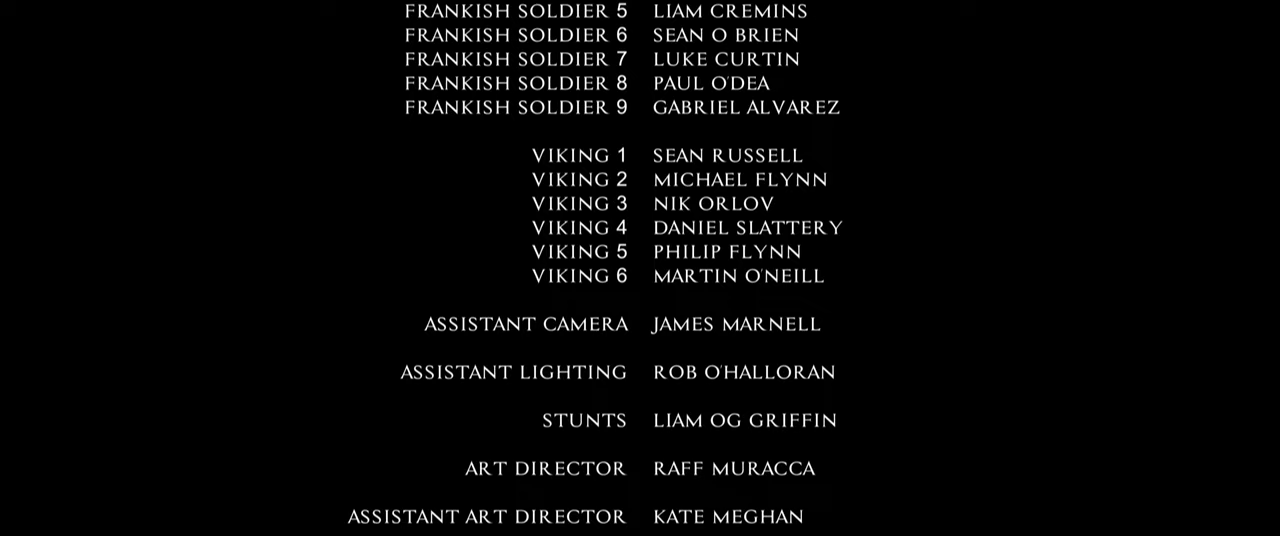 FRANKISH SOLDIER 5 LIAM CREMINS
FRANKISH SOLDIER 6 SEAN O BRIEN
FRANKISH SOLDIER 7 LUKE CURTIN
FRANKISH SOLDIER 8 PAUL O'DEA
FRANKISH SOLDIER 9 GABRIEL ALVAREZ
VIKING 1 SEAN RUSSELL
VIKING 2 MICHAEL FLYNN
VIKING 3 NIK ORLOV
VIKING 4 DANIEL SLATTERY
VIKING 5 PHILIP FLYNN
VIKING 6 MARTIN O'NEILL
ASSISTANT CAMERA JAMES MARNELL
ASSISTANT LIGHTING ROB O'HALLORAN
STUNTS LIAM OG GRIFFIN
ART DIRECTOR RAFF MURACCA
ASSISTANT ART DIRECTOR KATE MEGHAN